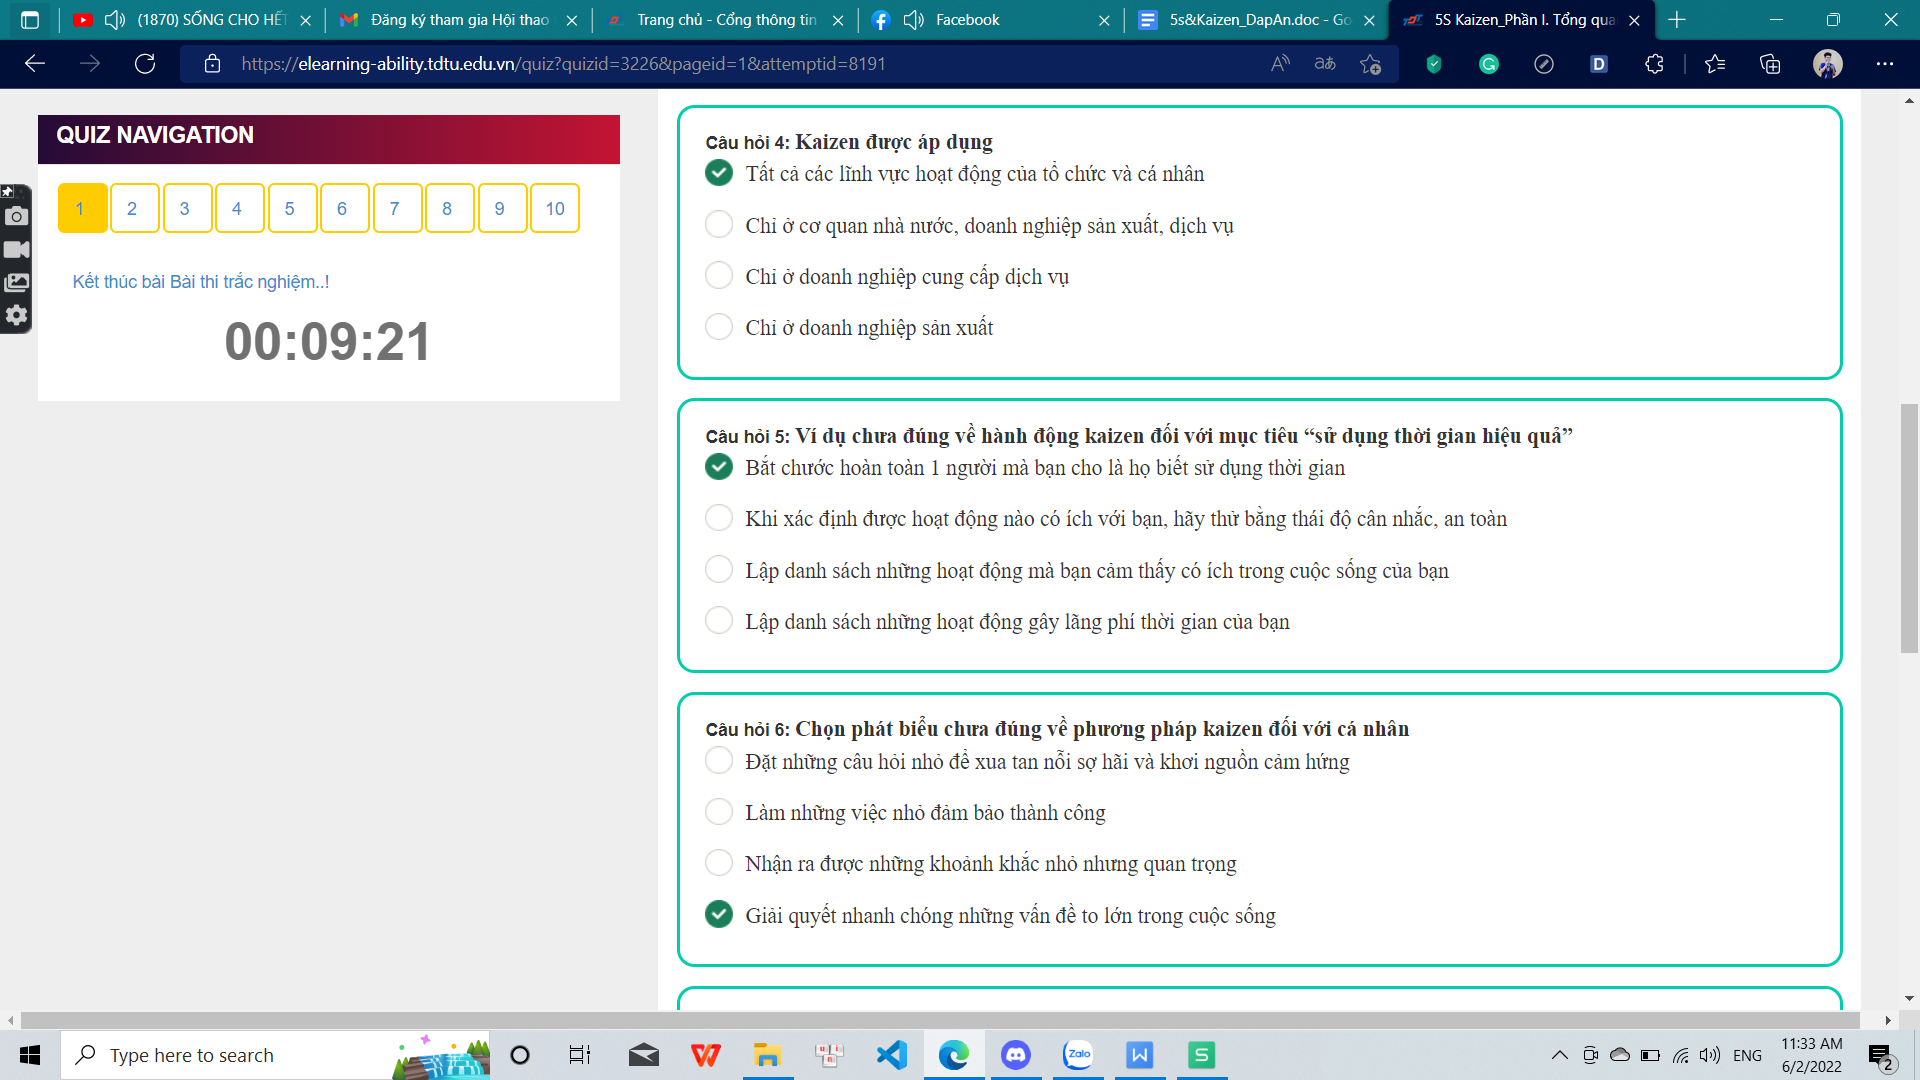 (1870) SỐNG CHO HẾT
Đăng ký tham gia Hội thao
Trang chủ - Cổng thông tin
Facebook
5s&Kaizen_DapAn.doc - Go
5S Kaizen_Phần I. Tổng qua
https://elearning-ability.tdtu.edu.vn/quiz?quizid=3226&pageid=1&attemptid=8191
QUIZ NAVIGATION
1 2 3 4 5 6 7 8 9 10
Kết thúc bài Bài thi trắc nghiệm..!
00:09:21
Câu hỏi 4: Kaizen được áp dụng
Tất cả các lĩnh vực hoạt động của tổ chức và cá nhân
Chỉ ở cơ quan nhà nước, doanh nghiệp sản xuất, dịch vụ
Chỉ ở doanh nghiệp cung cấp dịch vụ
Chỉ ở doanh nghiệp sản xuất
Câu hỏi 5: Ví dụ chưa đúng về hành động kaizen đối với mục tiêu “sử dụng thời gian hiệu quả”
Bắt chước hoàn toàn 1 người mà bạn cho là họ biết sử dụng thời gian
Khi xác định được hoạt động nào có ích với bạn, hãy thử bằng thái độ cân nhắc, an toàn
Lập danh sách những hoạt động mà bạn cảm thấy có ích trong cuộc sống của bạn
Lập danh sách những hoạt động gây lãng phí thời gian của bạn
Câu hỏi 6: Chọn phát biểu chưa đúng về phương pháp kaizen đối với cá nhân
Đặt những câu hỏi nhỏ để xua tan nỗi sợ hãi và khơi nguồn cảm hứng
Làm những việc nhỏ đảm bảo thành công
Nhận ra được những khoảnh khắc nhỏ nhưng quan trọng
Giải quyết nhanh chóng những vấn đề to lớn trong cuộc sống
Type here to search
Zalo
ENG
11:33 AM
6/2/2022
2